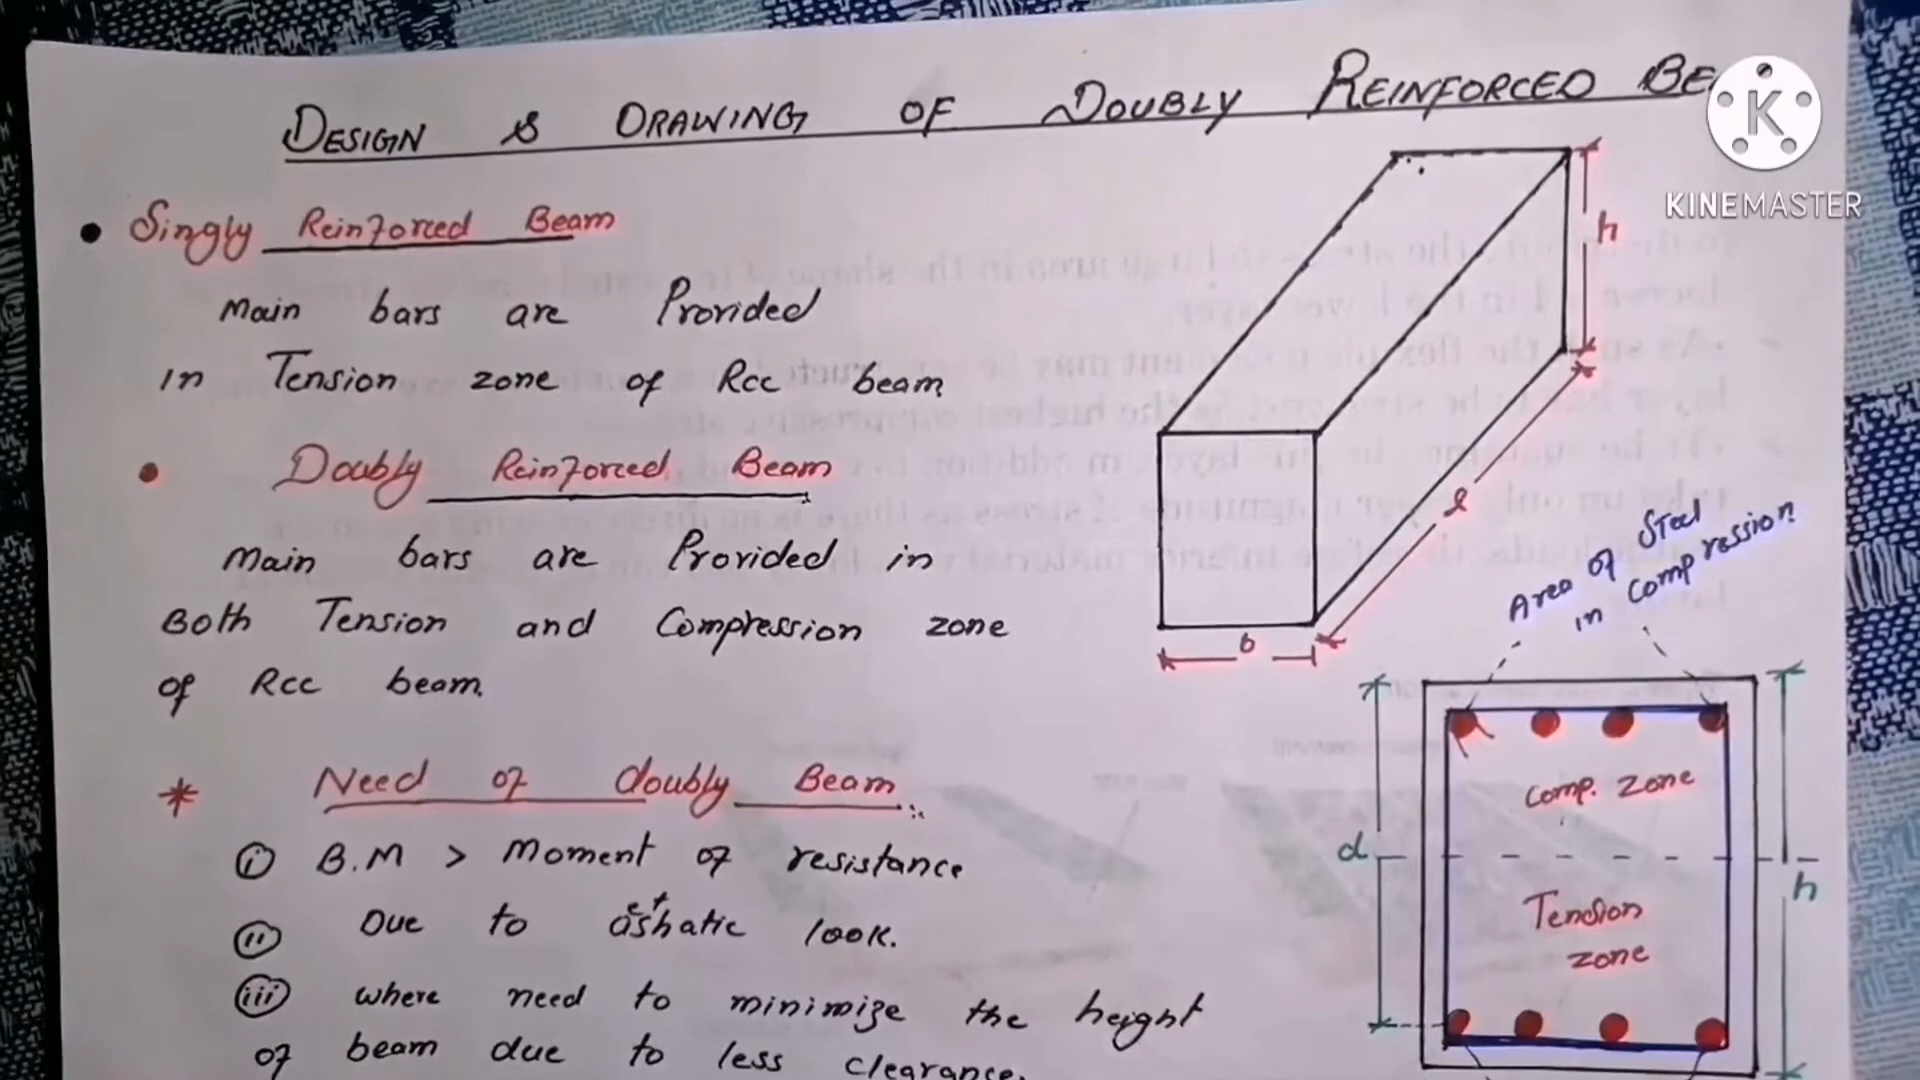 DESIGN & DRAWING OF DOUBLY REINFORCED BE
K
KINEMASTER
• Singly Reinforced Beam
Main bars are Provided
in Tension zone of Rcc beam
• Doubly Reinforced Beam
Main bars are Provided in
Both Tension and Compression zone
of Rcc beam.
* Need of doubly Beam
(i) B.M > Moment of resistance
(ii) Due to ashatic look.
et
(iii) where need to minimize the height
of beam due to less clearance.
h
l
b
Area of Steel
in Compression
Comp. zone
d
h
Tension
zone